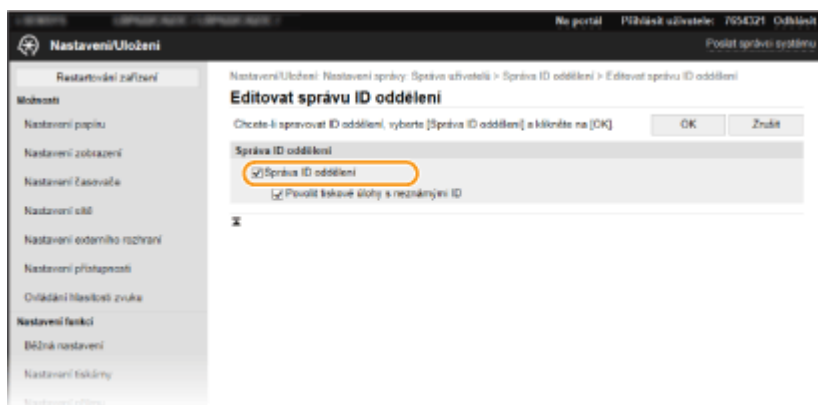 Na portál Přihlásit uživatele: 7654321 Odhlásit
Nastavení/Uložení
Poslat správci systému
Restartování zařízení
Nastavení/Uložení: Nastavení správy: Správa uživatelů > Správa ID oddělení > Editovat správu ID oddělení
Editovat správu ID oddělení
Možnosti
Chcete-li spravovat ID oddělení, vyberte [Správa ID oddělení] a klikněte na [OK]
OK
Zrušit
Nastavení papíru
Správa ID oddělení
Nastavení zobrazení
Správa ID oddělení
Nastavení časovače
Povolit tiskové úlohy s neznámými ID
Nastavení sítě
Nastavení externího rozhraní
Nastavení přístupnosti
Ovládání hlasitosti zvuku
Nastavení funkcí
Běžná nastavení
Nastavení tiskárny